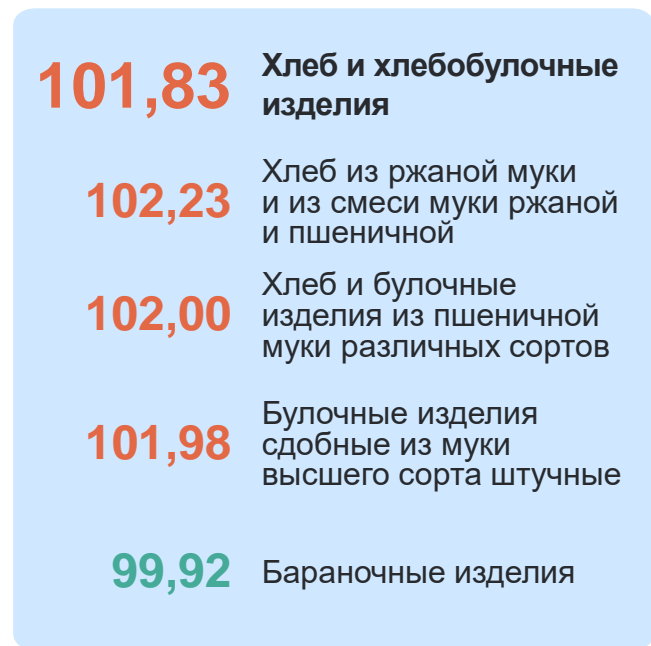 101,83
Хлеб и хлебобулочные
изделия
102,23
Хлеб из ржаной муки
и из смеси муки ржаной
и пшеничной
102,00
Хлеб и булочные
изделия из пшеничной
муки различных сортов
101,98
Булочные изделия
сдобные из муки
высшего сорта штучные
99,92
Бараночные изделия